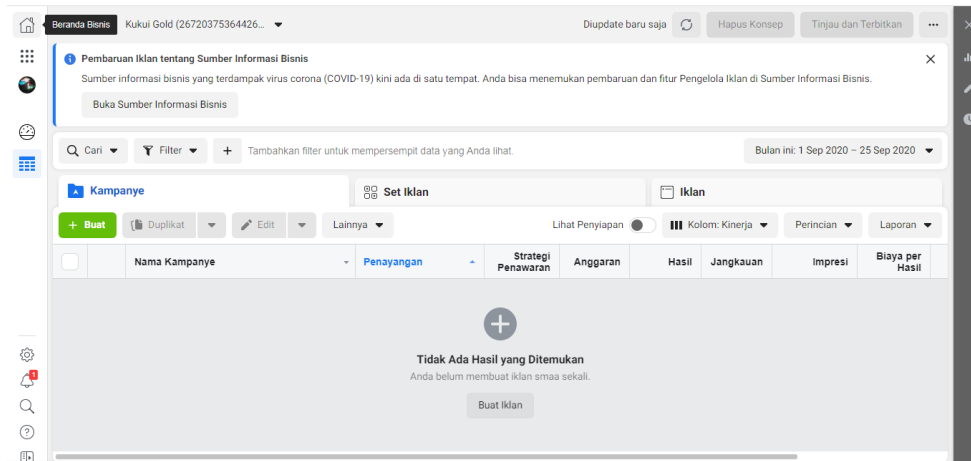 Beranda Bisnis
Kukui Gold (26720375364426...
Diupdate baru saja
Hapus Konsep
Tinjau dan Terbitkan
Pembaruan Iklan tentang Sumber Informasi Bisnis
Sumber informasi bisnis yang terdampak virus corona (COVID-19) kini ada di satu tempat. Anda bisa menemukan pembaruan dan fitur Pengelola Iklan di Sumber Informasi Bisnis.
Buka Sumber Informasi Bisnis
Cari
Filter
Tambahkan filter untuk mempersempit data yang Anda lihat.
Bulan ini: 1 Sep 2020 – 25 Sep 2020
Kampanye
Set Iklan
Iklan
+ Buat
Duplikat
Edit
Lainnya
Lihat Penyiapan
Kolom: Kinerja
Perincian
Laporan
Nama Kampanye
Penayangan
Strategi
Penawaran
Anggaran
Hasil
Jangkauan
Impresi
Biaya per
Hasil
Tidak Ada Hasil yang Ditemukan
Anda belum membuat iklan smaa sekali.
Buat Iklan
1